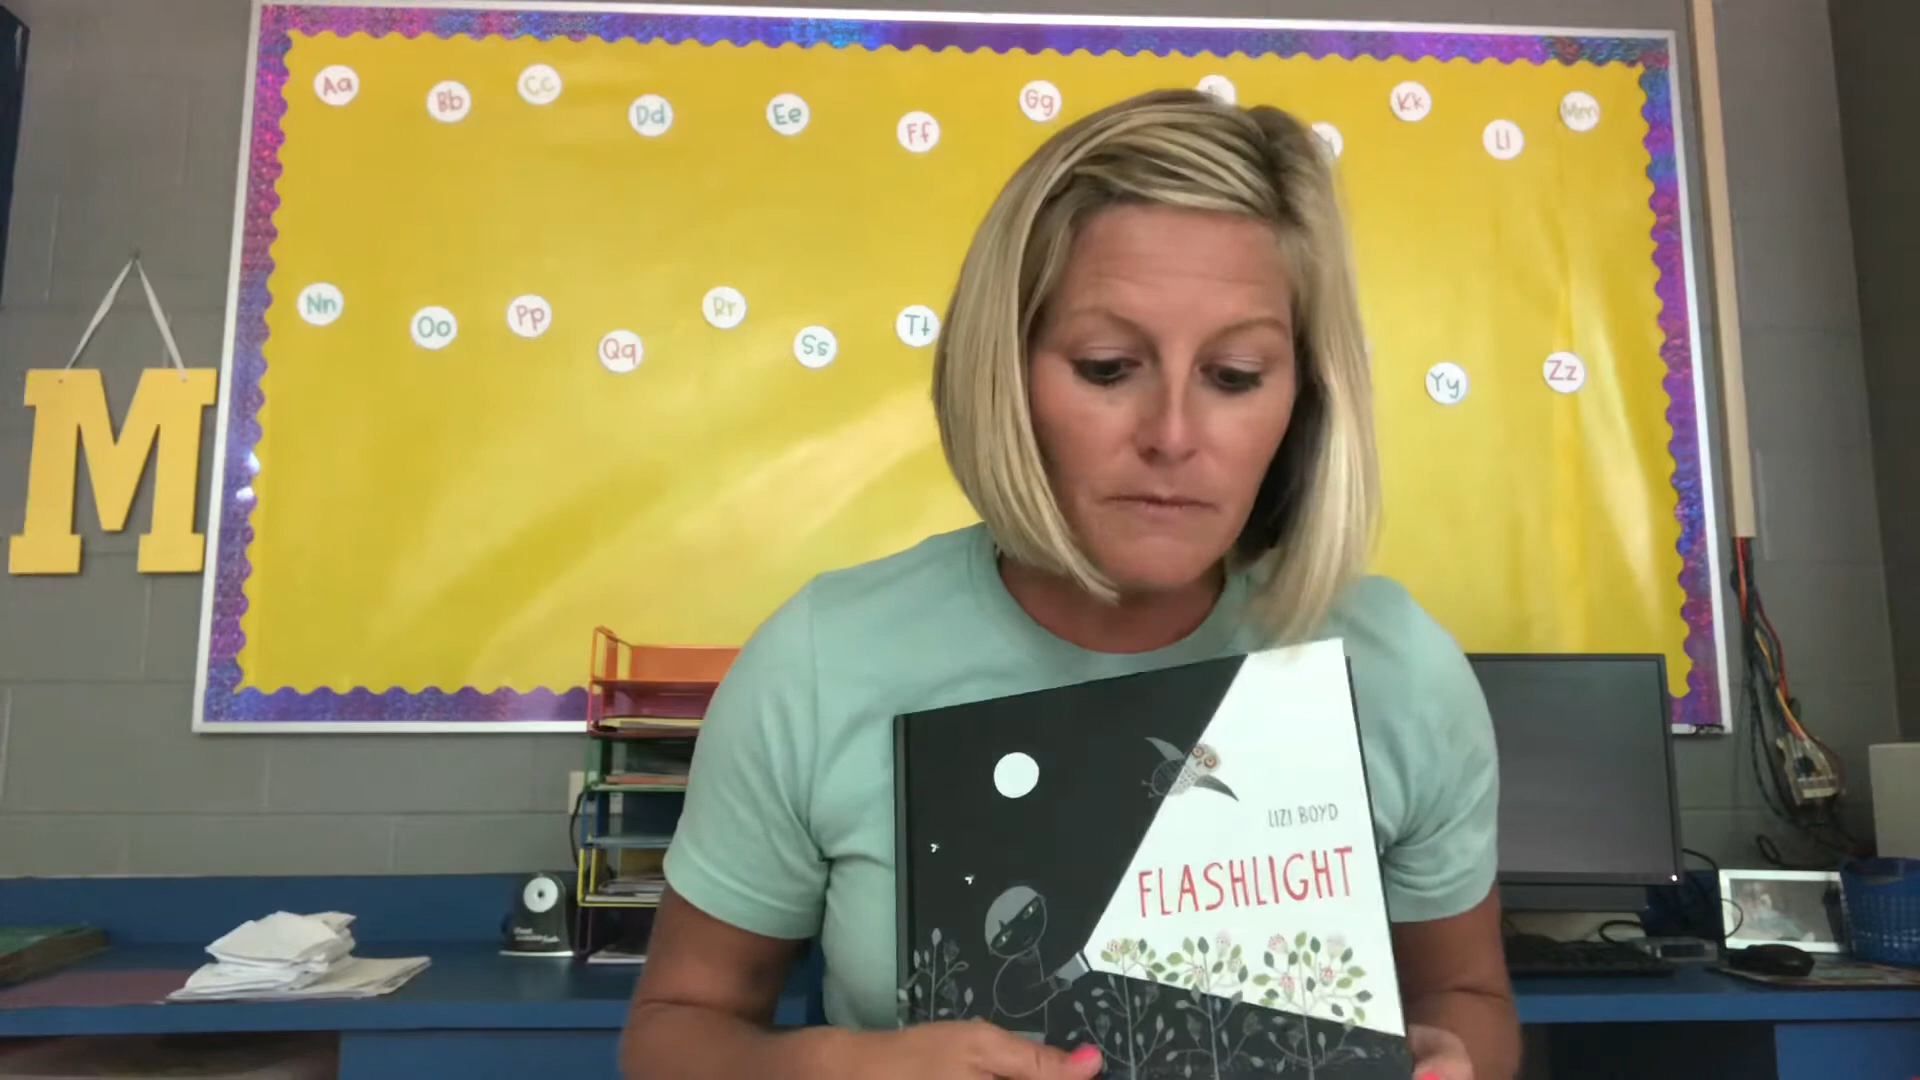 Aa Bb Cc Dd Ee Ff Gg Kk Ll Mm
Nn Oo Pp Qq Rr Ss Tt Yy Zz
M
LIZI BOYD
FLASHLIGHT